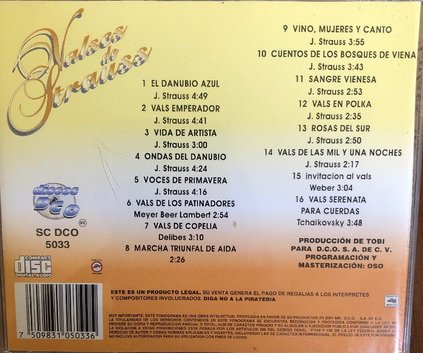 Valses
de
Strauss
1 EL DANUBIO AZUL
J. Strauss 4:49
2 VALS EMPERADOR
J. Strauss 4:41
3 VIDA DE ARTISTA
J. Strauss 3:00
4 ONDAS DEL DANUBIO
J. Strauss 4:24
5 VOCES DE PRIMAVERA
J. Strauss 4:16
6 VALS DE LOS PATINADORES
Meyer Beer Lambert 2:54
7 VALS DE COPELIA
Delibes 3:10
8 MARCHA TRIUNFAL DE AIDA
2:26
9 VINO, MUJERES Y CANTO
J. Strauss 3:55
10 CUENTOS DE LOS BOSQUES DE VIENA
J. Strauss 3:43
11 SANGRE VIENESA
J. Strauss 2:53
12 VALS EN POLKA
J. Strauss 2:35
13 ROSAS DEL SUR
J. Strauss 2:50
14 VALS DE LAS MIL Y UNA NOCHES
J. Strauss 2:17
15 invitacion al vals
Weber 3:04
16 VALS SERENATA
PARA CUERDAS
Tchaikovsky 3:48
discos
DCO
SC DCO
5033
PRODUCCIÓN DE TOBI
PARA D.C.O. S.A. DE C. V.
PROGRAMACIÓN Y
MASTERIZACIÓN: OSO
COMPACT
disc
DIGITAL AUDIO
ESTE ES UN PRODUCTO LEGAL. SU VENTA GENERA EL PAGO DE REGALIAS A LOS INTERPRETES
Y COMPOSITORES INVOLUCRADOS. DIGA NO A LA PIRATERIA
7 509831 050336